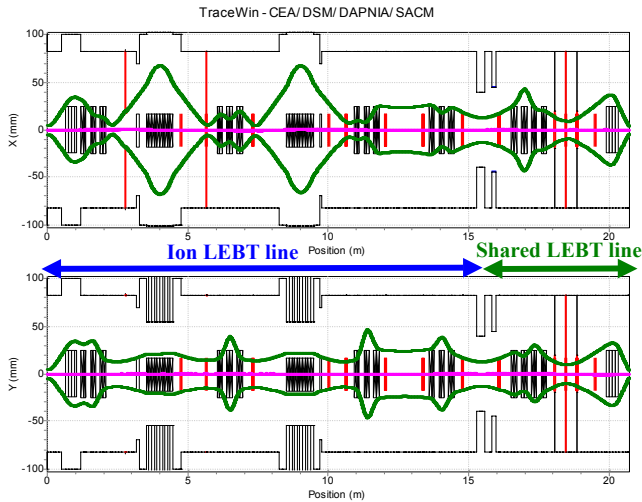 TraceWin - CEA/ DSM/ DAPNIA/ SACM
100
50
0
-50
-100
X (mm)
0 5 10 15 20
Position (m)
Ion LEBT line Shared LEBT line
100
50
0
-50
-100
Y (mm)
0 5 10 15 20
Position (m)